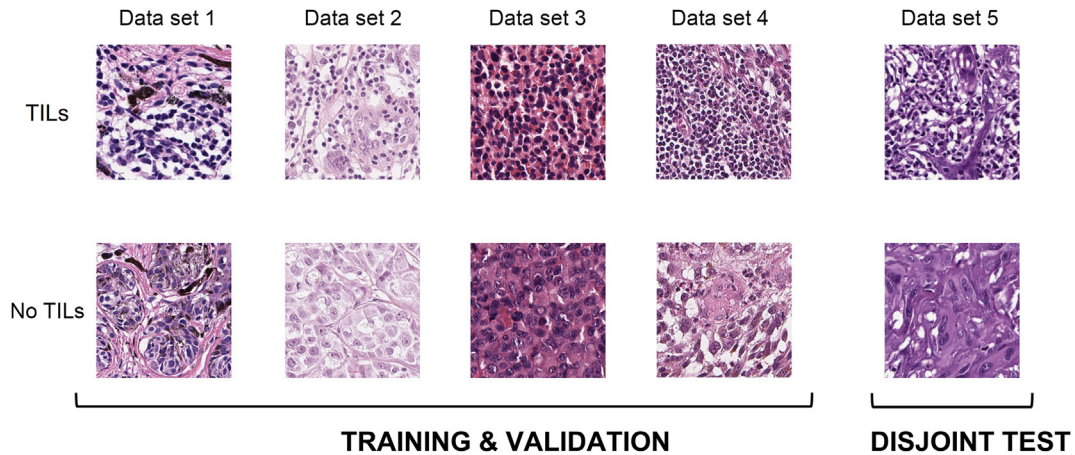 Data set 1 Data set 2 Data set 3 Data set 4 Data set 5
TILs
No TILs
TRAINING & VALIDATION DISJOINT TEST